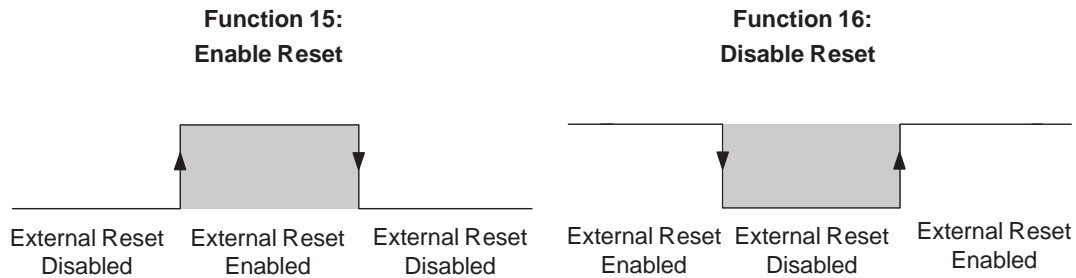 Function 15:
Enable Reset
Function 16:
Disable Reset
External Reset
Disabled
External Reset
Enabled
External Reset
Disabled
External Reset
Enabled
External Reset
Disabled
External Reset
Enabled